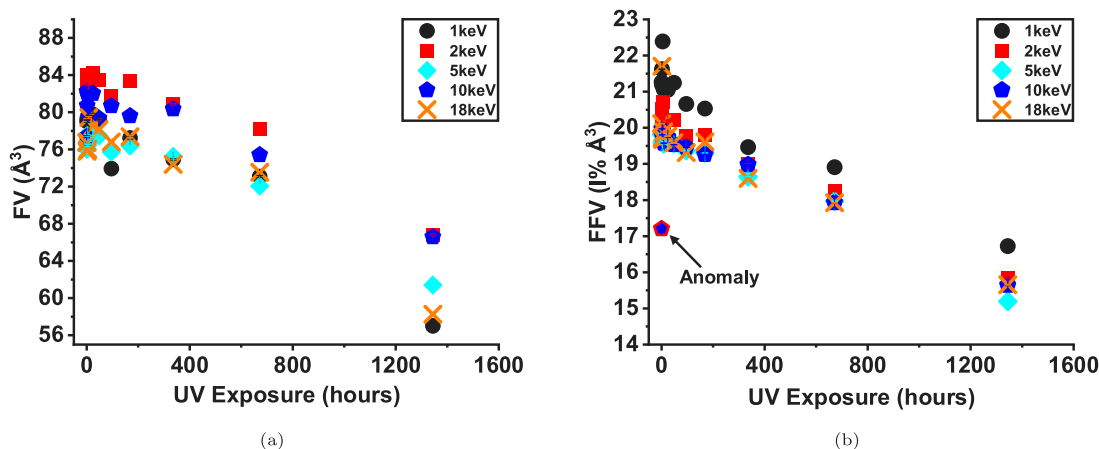 88
84
80
76
72
68
64
60
56
FV (Å³)
0
400
800
1200
1600
UV Exposure (hours)
1keV
2keV
5keV
10keV
18keV
(a)
23
22
21
20
19
18
17
16
15
14
FFV (I% Å³)
0
400
800
1200
1600
UV Exposure (hours)
1keV
2keV
5keV
10keV
18keV
Anomaly
(b)